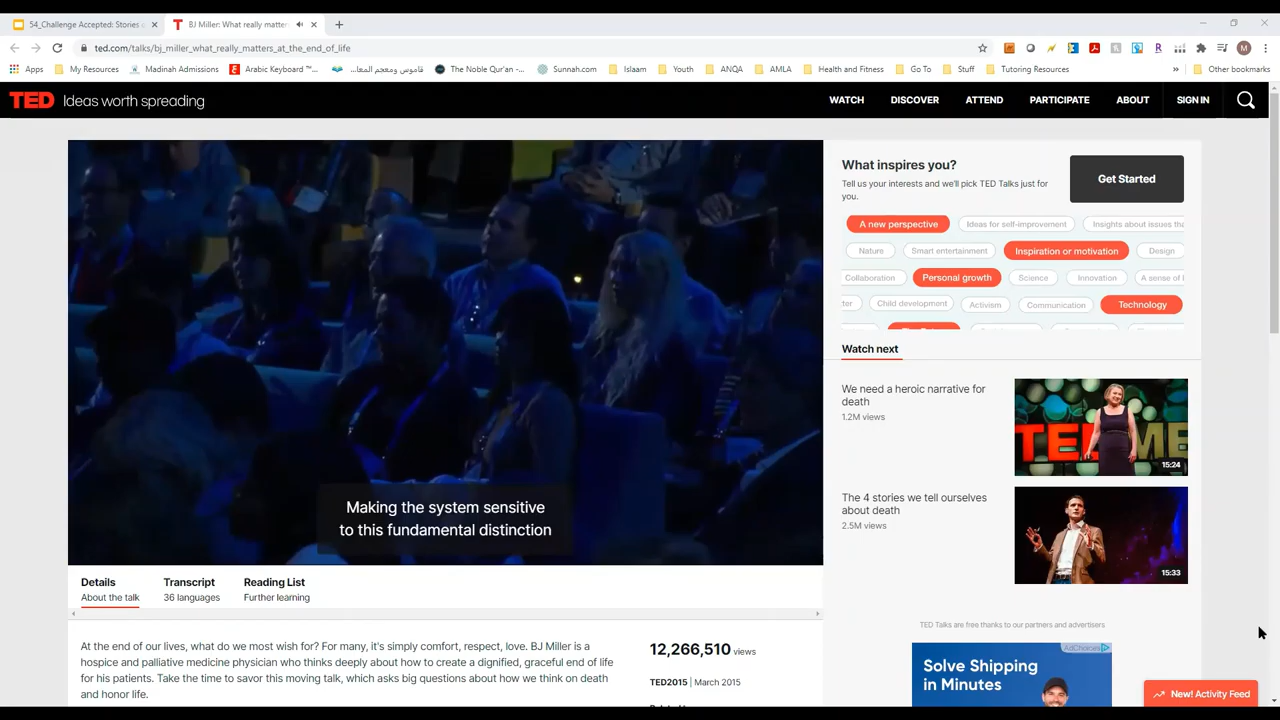 54_Challenge Accepted: Stories o
BJ Miller: What really matters
ted.com/talks/bj_miller_what_really_matters_at_the_end_of_life
Apps
My Resources
Madinah Admissions
Arabic Keyboard ™...
قاموس ومعجم المعا...
The Noble Qur'an -...
Sunnah.com
Islaam
Youth
ANQA
AMLA
Health and Fitness
Go To
Stuff
Tutoring Resources
»
Other bookmarks
TED Ideas worth spreading
WATCH
DISCOVER
ATTEND
PARTICIPATE
ABOUT
SIGN IN
What inspires you?
Tell us your interests and we'll pick TED Talks just for
you.
Get Started
A new perspective
Ideas for self-improvement
Insights about issues tha
Nature
Smart entertainment
Inspiration or motivation
Design
Collaboration
Personal growth
Science
Innovation
A sense of
ter
Child development
Activism
Communication
Technology
Watch next
We need a heroic narrative for
death
1.2M views
15:24
The 4 stories we tell ourselves
about death
2.5M views
15:33
Making the system sensitive
to this fundamental distinction
Details
About the talk
Transcript
36 languages
Reading List
Further learning
At the end of our lives, what do we most wish for? For many, it's simply comfort, respect, love. BJ Miller is a
hospice and palliative medicine physician who thinks deeply about how to create a dignified, graceful end of life
for his patients. Take the time to savor this moving talk, which asks big questions about how we think on death
and honor life.
12,266,510 views
TED2015 | March 2015
TED Talks are free thanks to our partners and advertisers
AdChoices
Solve Shipping
in Minutes
New! Activity Feed